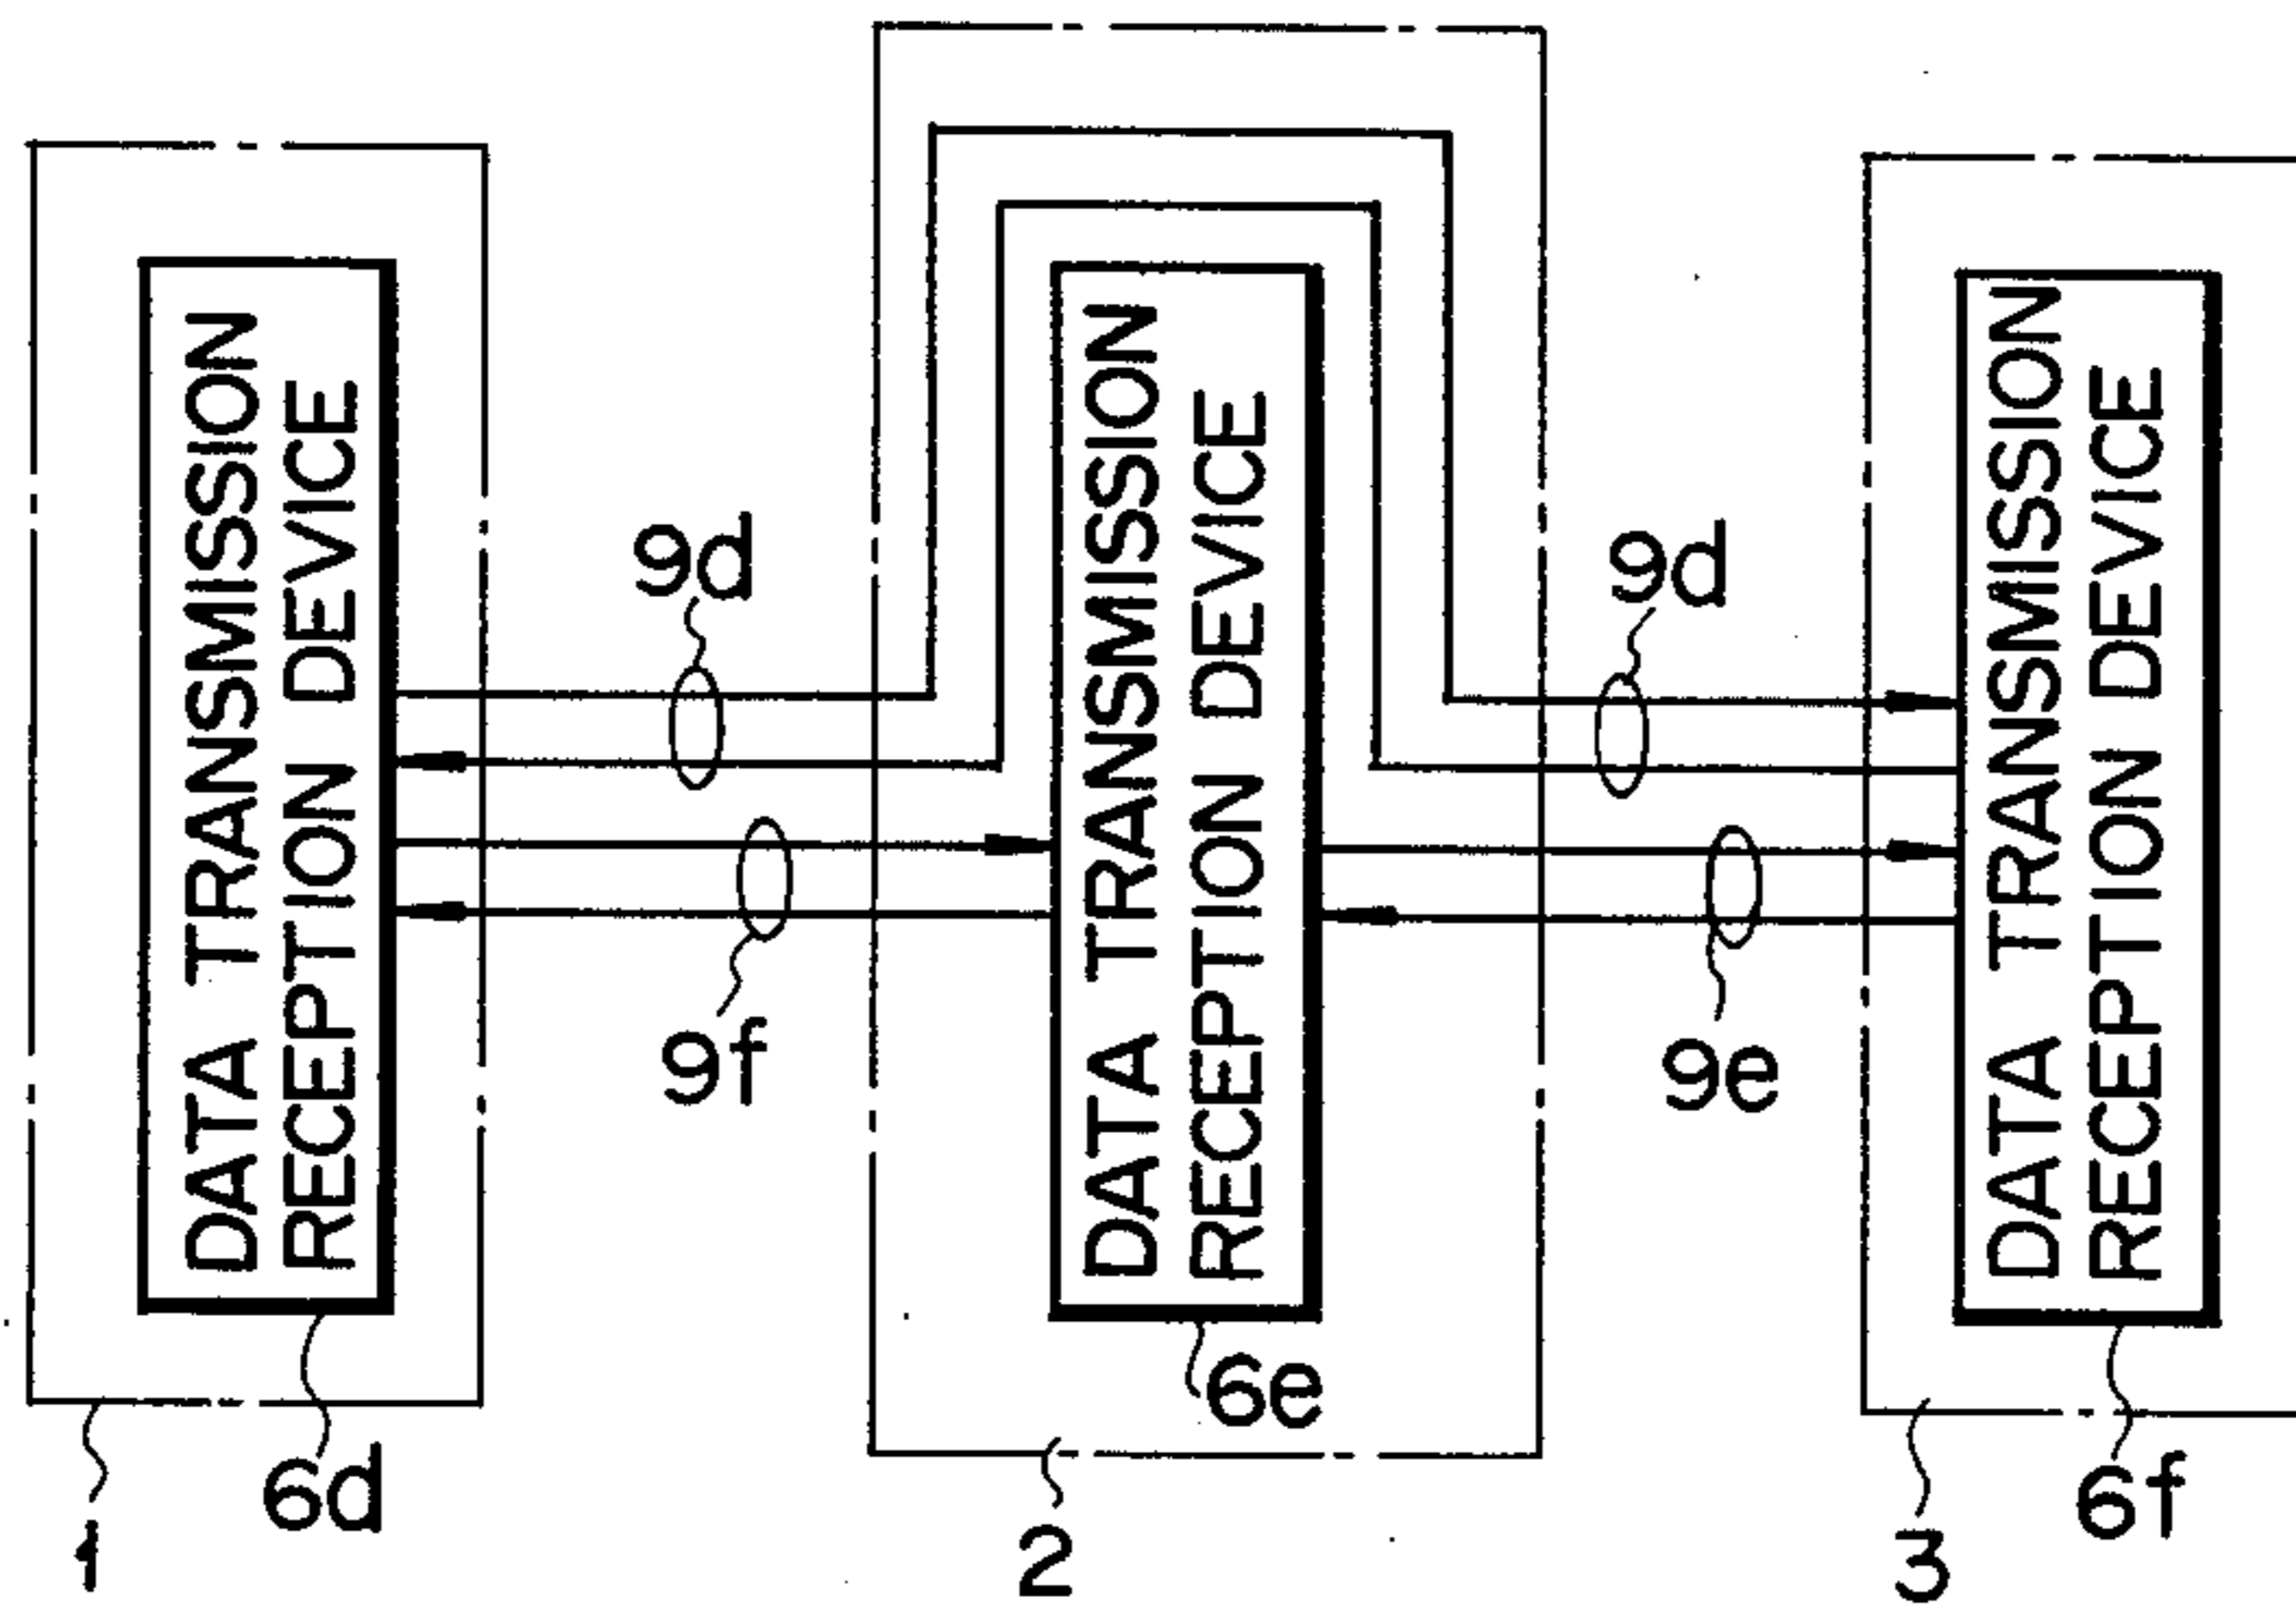 DATA TRANSMISSION
RECEPTION DEVICE
DATA TRANSMISSION
RECEPTION DEVICE
DATA TRANSMISSION
RECEPTION DEVICE
9d
9d
9f
9e
6d
6e
6f
1
2
3